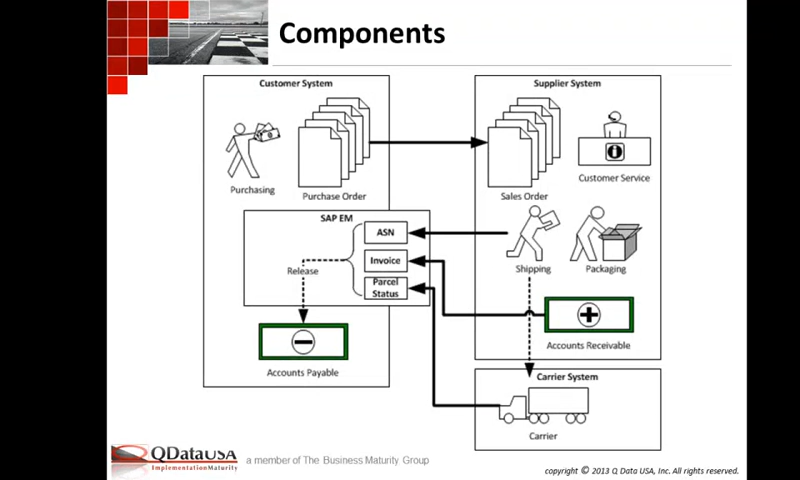 Components
Customer System
Supplier System
Purchasing
Purchase Order
Sales Order
Customer Service
SAP EM
ASN
Invoice
Parcel
Status
Release
Shipping
Packaging
Accounts Payable
Accounts Receivable
Carrier System
Carrier
QDATAUSA
ImplementationMaturity
a member of The Business Maturity Group
copyright © 2013 Q Data USA, Inc. All rights reserved.